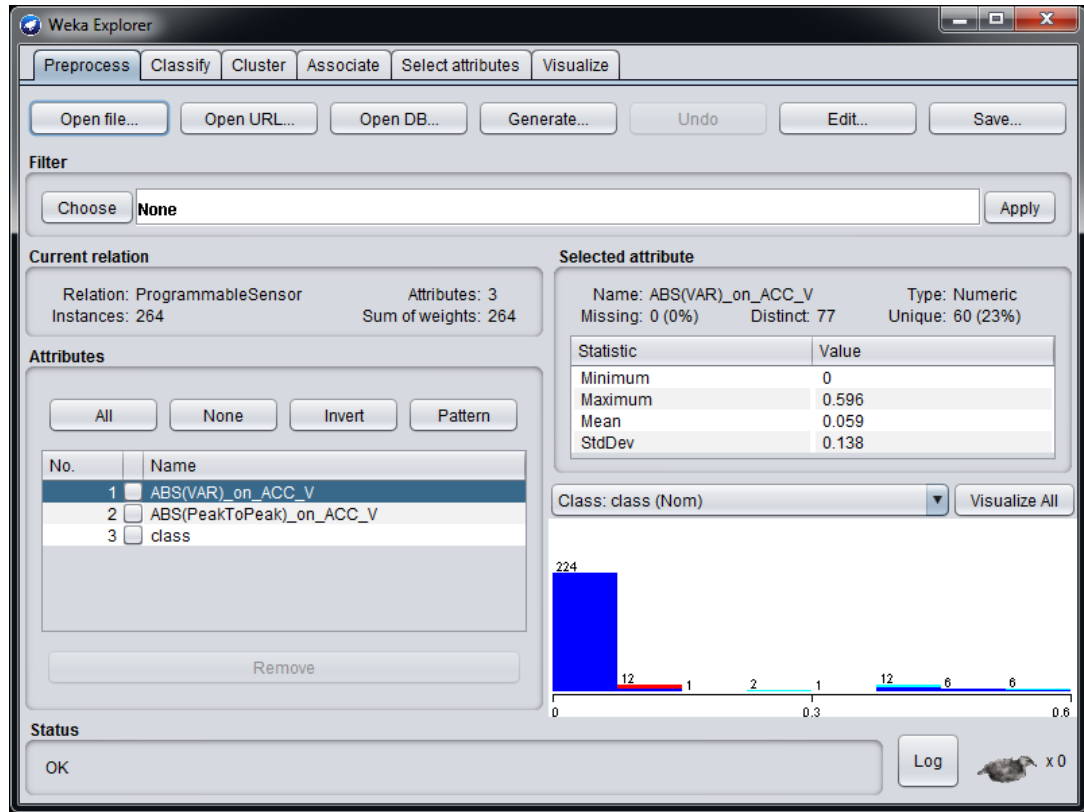 Weka Explorer
Preprocess Classify Cluster Associate Select attributes Visualize
Open file... Open URL... Open DB... Generate... Undo Edit... Save...
Filter
Choose None Apply
Current relation
Relation: ProgrammableSensor Attributes: 3
Instances: 264 Sum of weights: 264
Selected attribute
Name: ABS(VAR)_on_ACC_V Type: Numeric
Missing: 0 (0%) Distinct: 77 Unique: 60 (23%)
Statistic Value
Minimum 0
Maximum 0.596
Mean 0.059
StdDev 0.138
Attributes
All None Invert Pattern
No. Name
1 ABS(VAR)_on_ACC_V
2 ABS(PeakToPeak)_on_ACC_V
3 class
Remove
Class: class (Nom) Visualize All
224
12 1 2 1 12 6 6
0 0.3 0.6
Status
OK
Log x 0